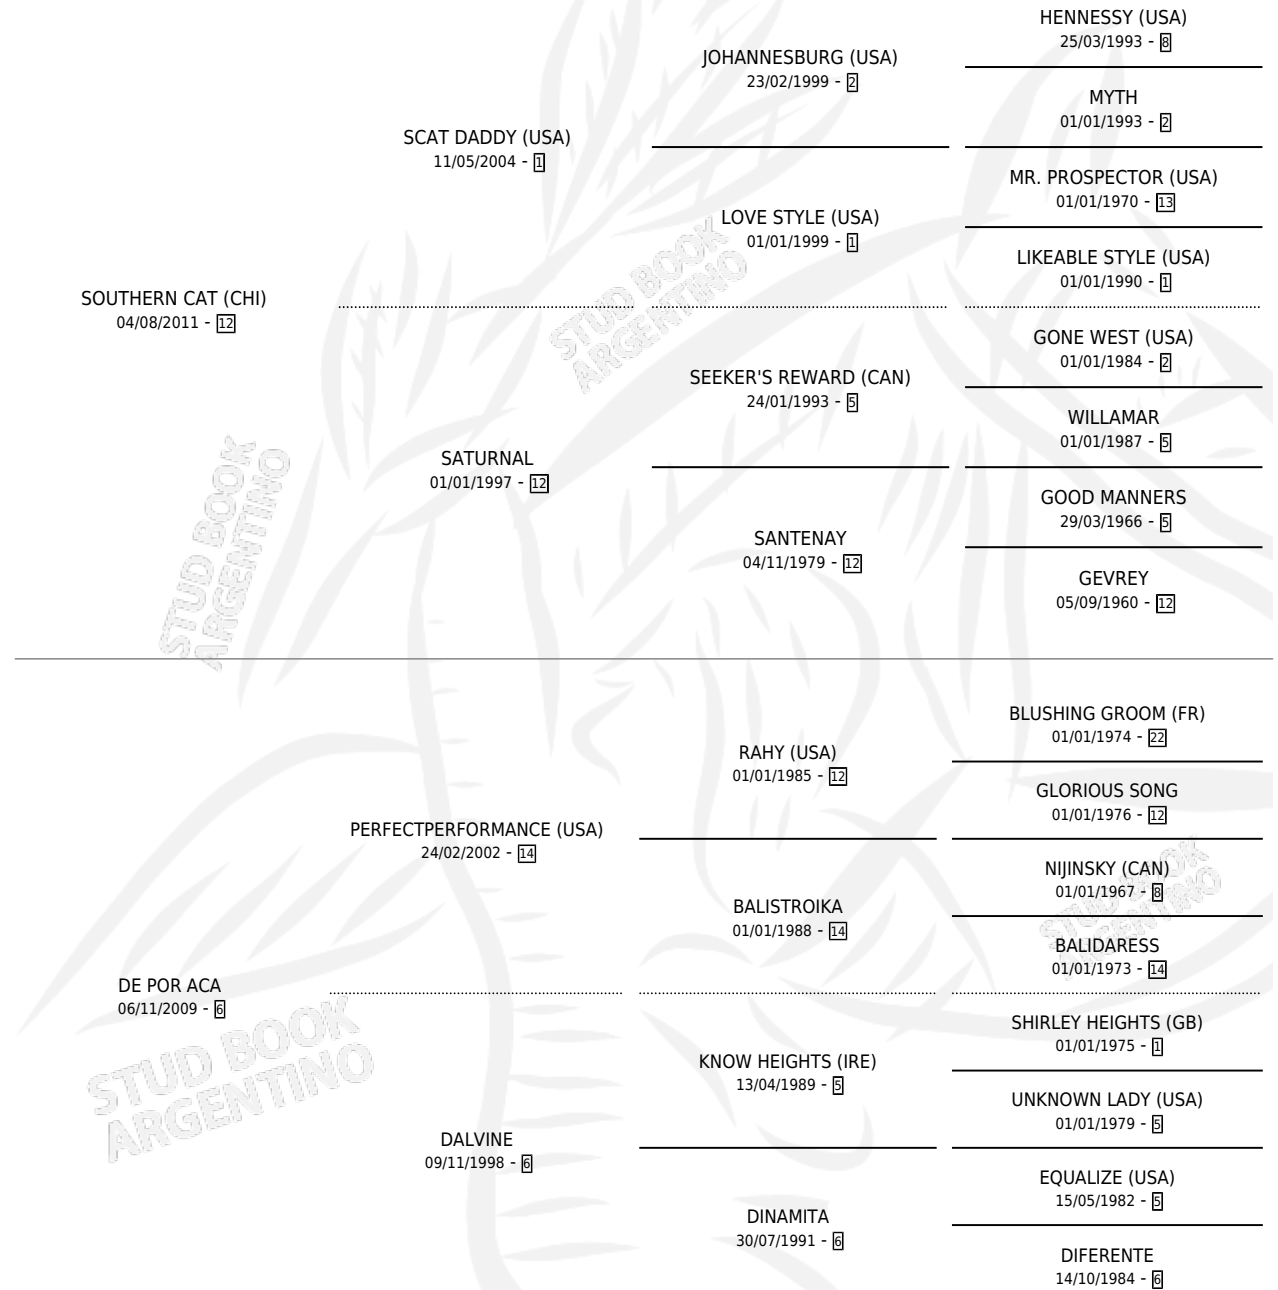 HENNESSY (USA)
25/03/1993 - 8
JOHANNESBURG (USA)
23/02/1999 - 2
MYTH
01/01/1993 - 2
SCAT DADDY (USA)
11/05/2004 - 1
MR. PROSPECTOR (USA)
01/01/1970 - 13
LOVE STYLE (USA)
01/01/1999 - 1
LIKEABLE STYLE (USA)
01/01/1990 - 1
SOUTHERN CAT (CHI)
04/08/2011 - 12
GONE WEST (USA)
01/01/1984 - 2
SEEKER'S REWARD (CAN)
24/01/1993 - 5
WILLAMAR
01/01/1987 - 5
SATURNAL
01/01/1997 - 12
GOOD MANNERS
29/03/1966 - 5
SANTENAY
04/11/1979 - 12
GEVREY
05/09/1960 - 12
BLUSHING GROOM (FR)
01/01/1974 - 22
RAHY (USA)
01/01/1985 - 12
GLORIOUS SONG
01/01/1976 - 12
PERFECTPERFORMANCE (USA)
24/02/2002 - 14
NIJINSKY (CAN)
01/01/1967 - 8
BALISTROIKA
01/01/1988 - 14
BALIDARESS
01/01/1973 - 14
DE POR ACA
06/11/2009 - 6
SHIRLEY HEIGHTS (GB)
01/01/1975 - 1
KNOW HEIGHTS (IRE)
13/04/1989 - 5
UNKNOWN LADY (USA)
01/01/1979 - 5
DALVINE
09/11/1998 - 6
EQUALIZE (USA)
15/05/1982 - 5
DINAMITA
30/07/1991 - 6
DIFERENTE
14/10/1984 - 6
STUD BOOK
ARGENTINO
STUD BOOK
ARGENTINO
STUD BOOK
ARGENTINO
STUD BOOK
ARGENTINO